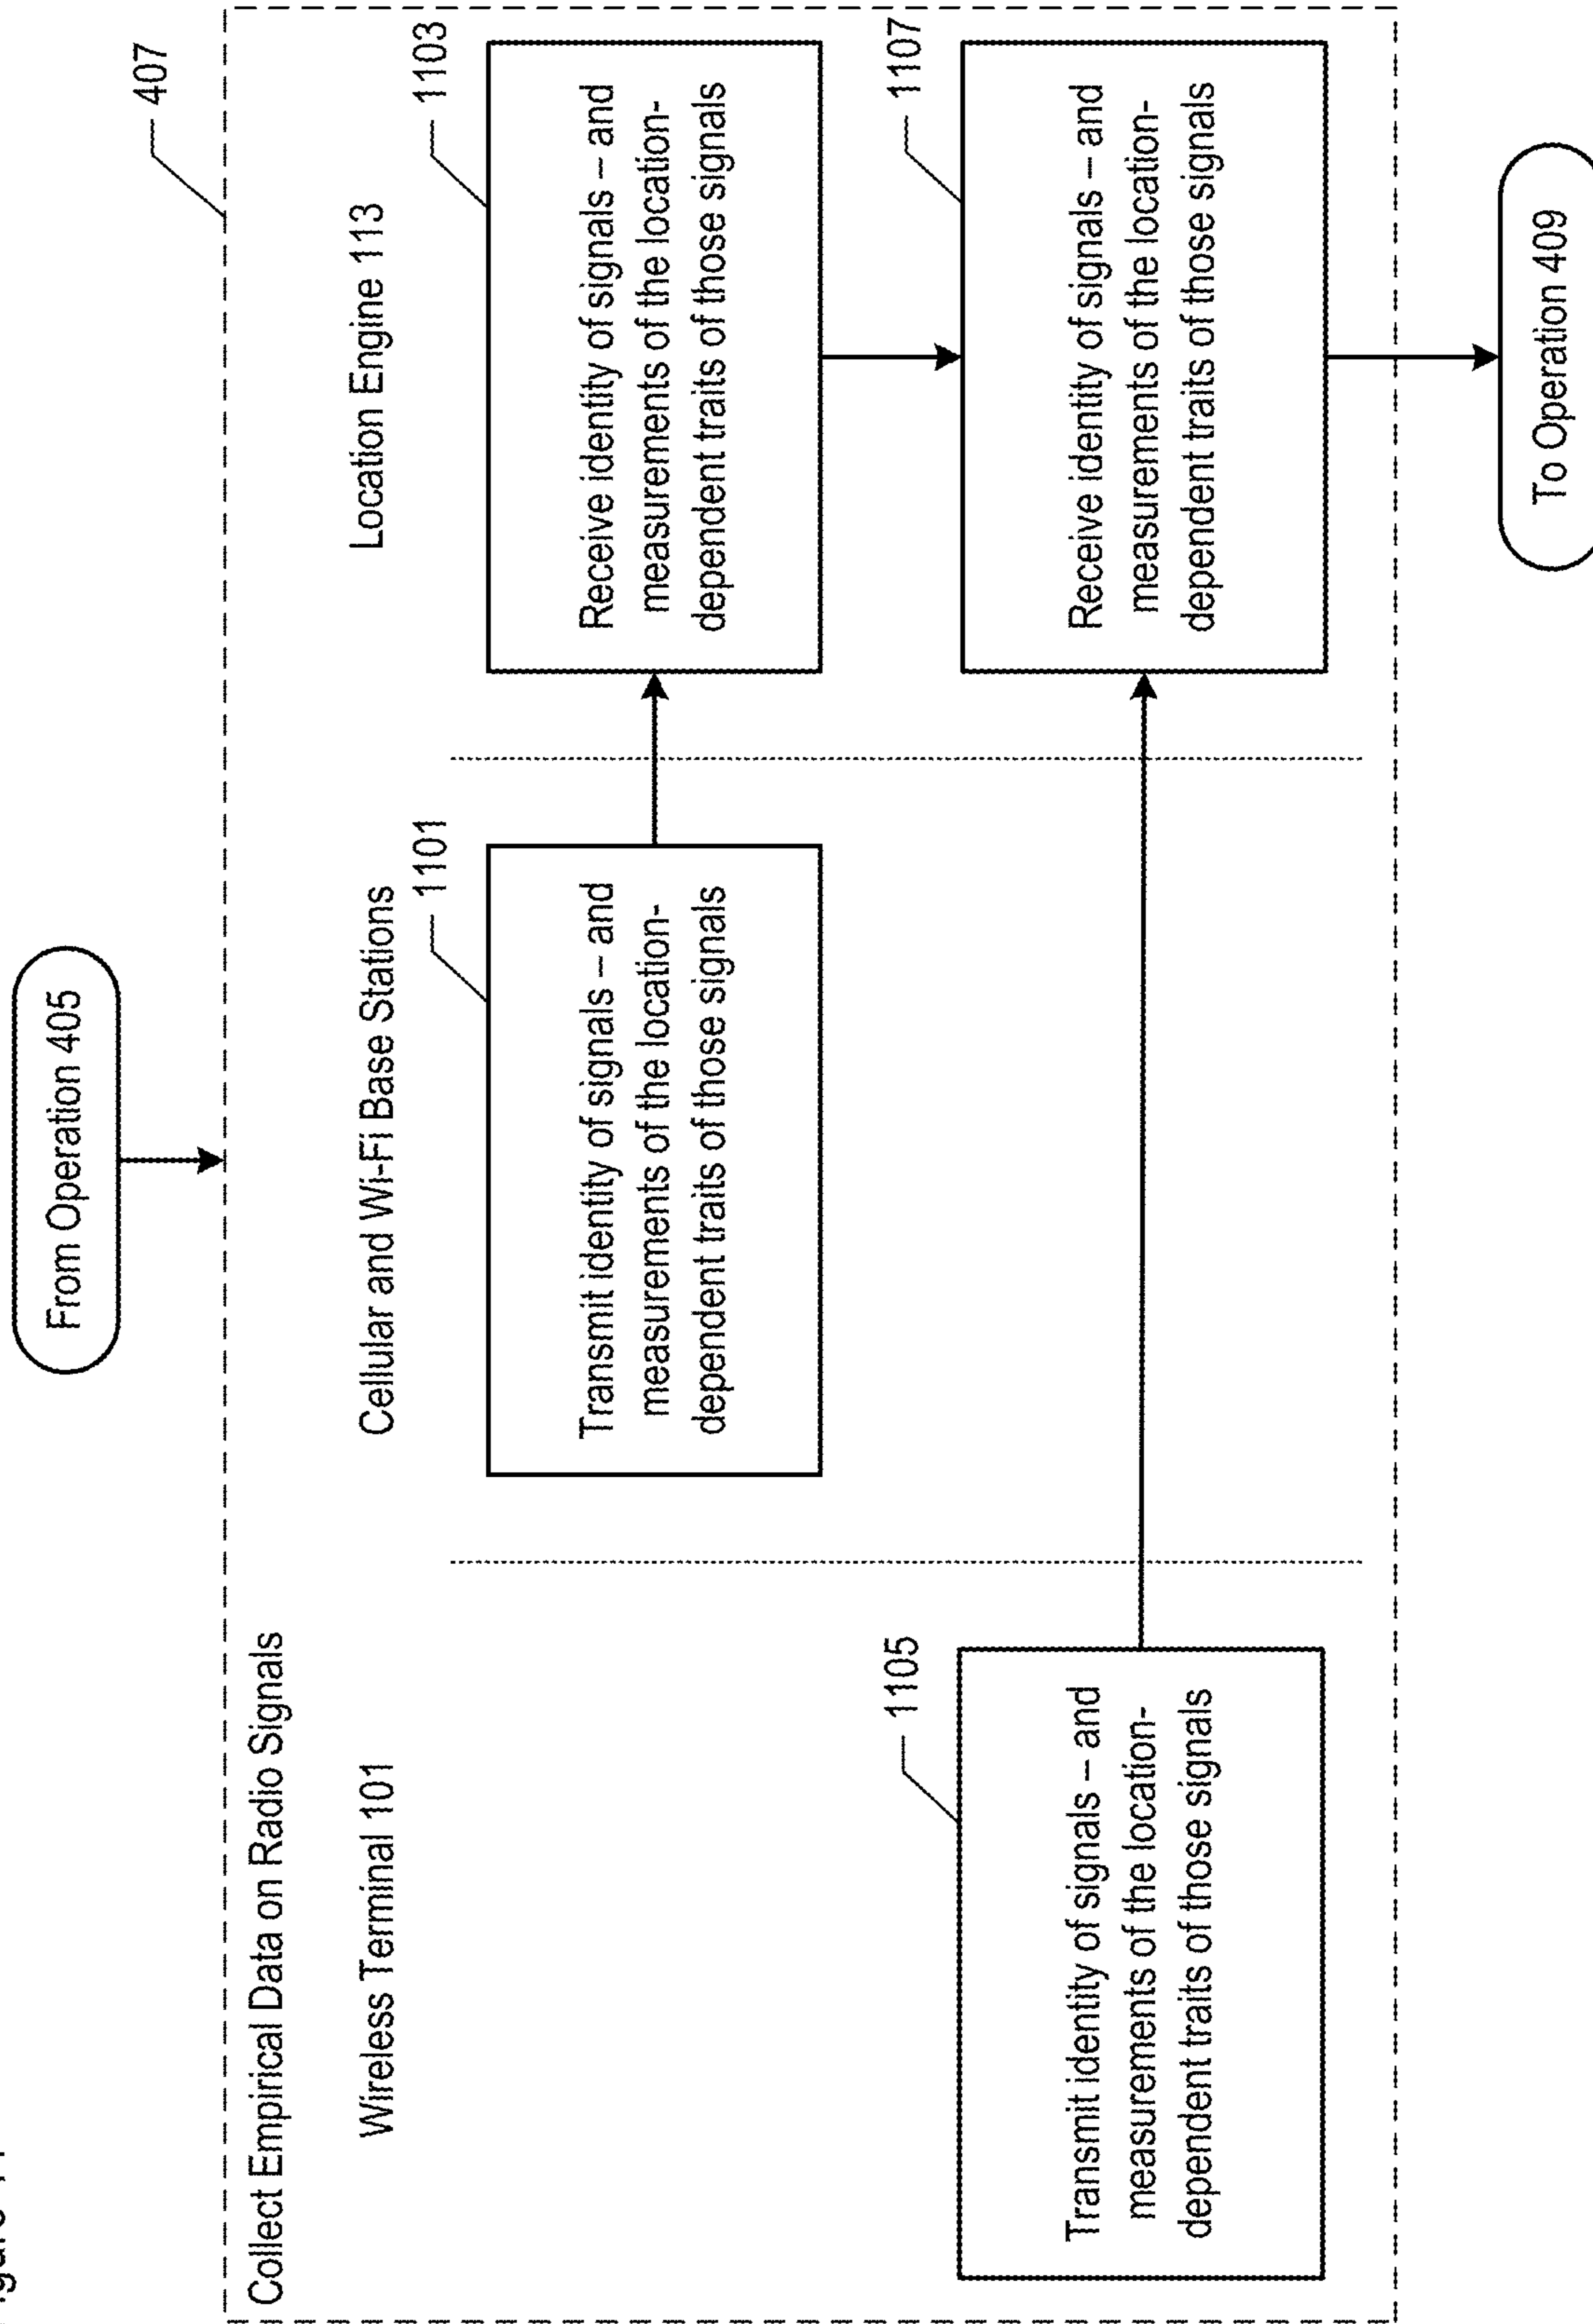 From Operation 405
407
Collect Empirical Data on Radio Signals
Wireless Terminal 101
Cellular and Wi-Fi Base Stations
Location Engine 113
1101
Transmit identity of signals – and
measurements of the location-
dependent traits of those signals
1103
Receive identity of signals – and
measurements of the location-
dependent traits of those signals
1105
Transmit identity of signals – and
measurements of the location-
dependent traits of those signals
1107
Receive identity of signals – and
measurements of the location-
dependent traits of those signals
To Operation 409